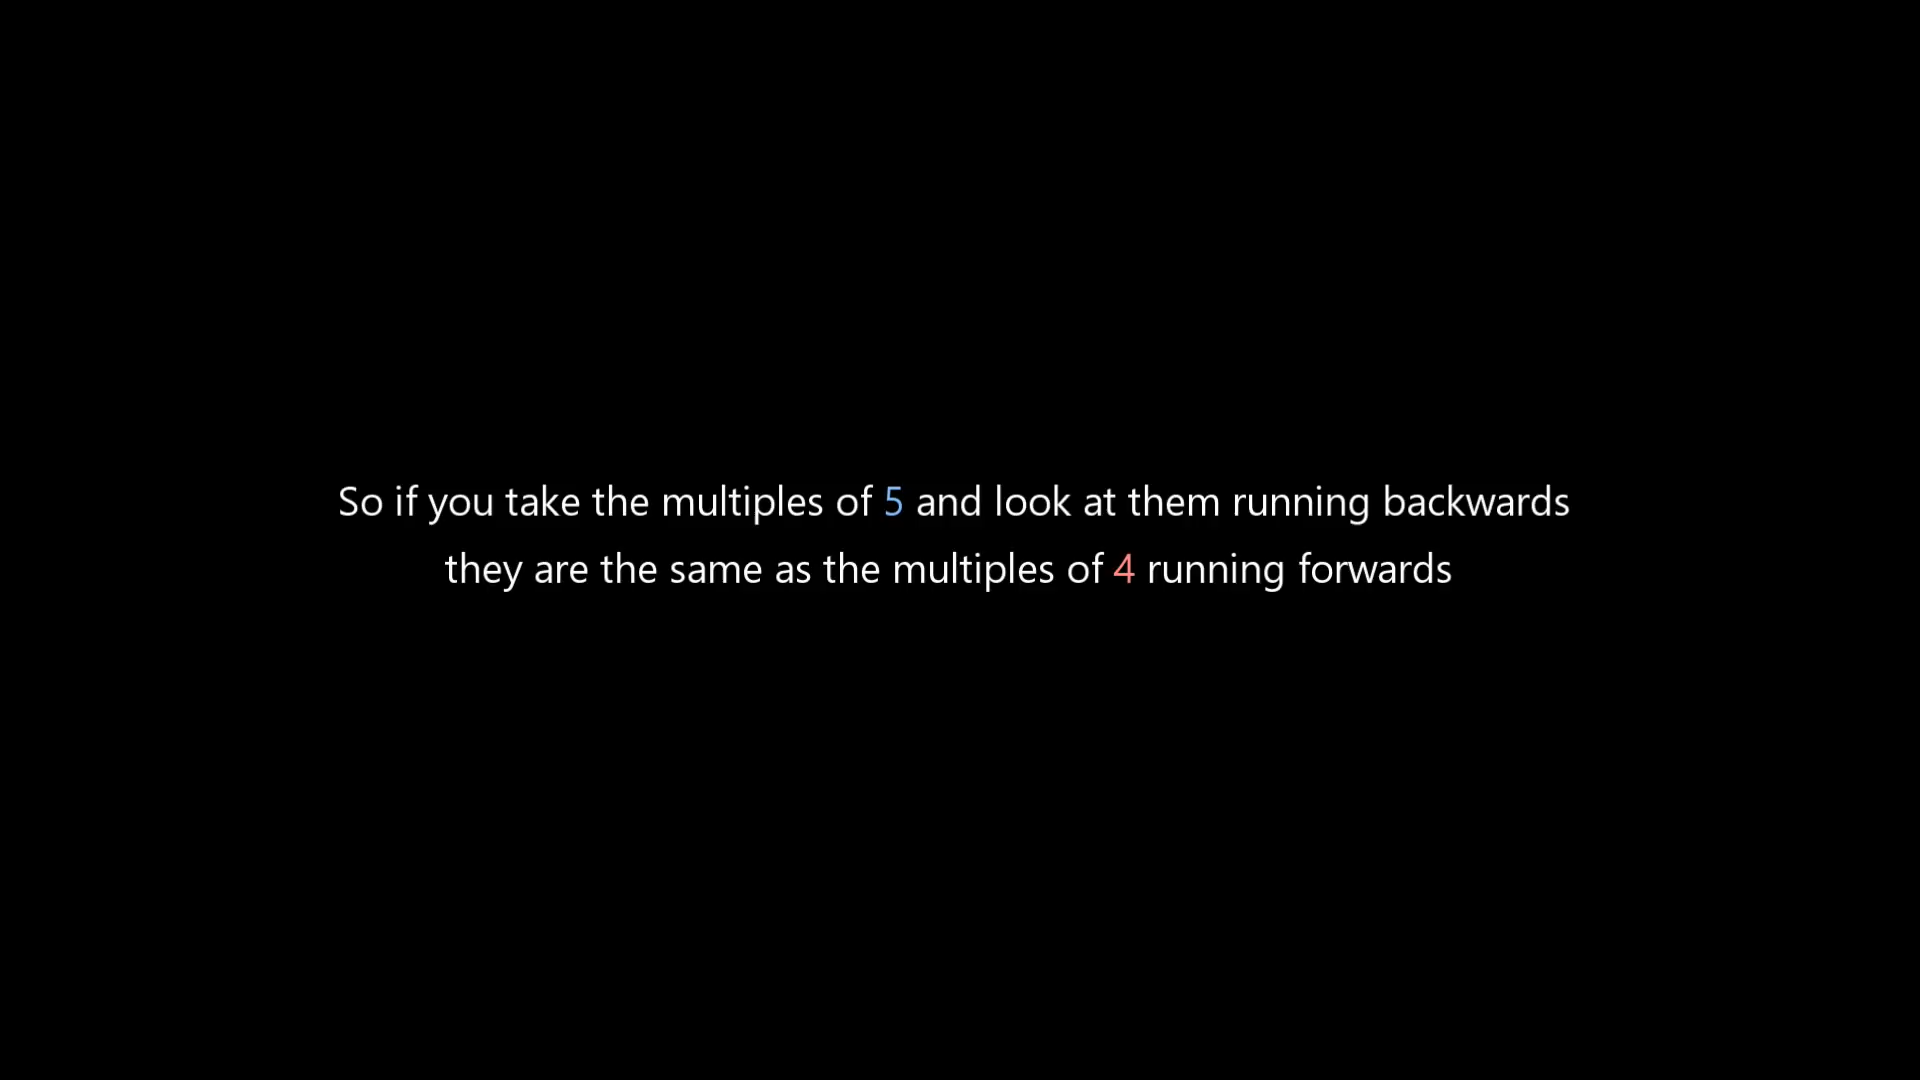 So if you take the multiples of 5 and look at them running backwards
they are the same as the multiples of 4 running forwards